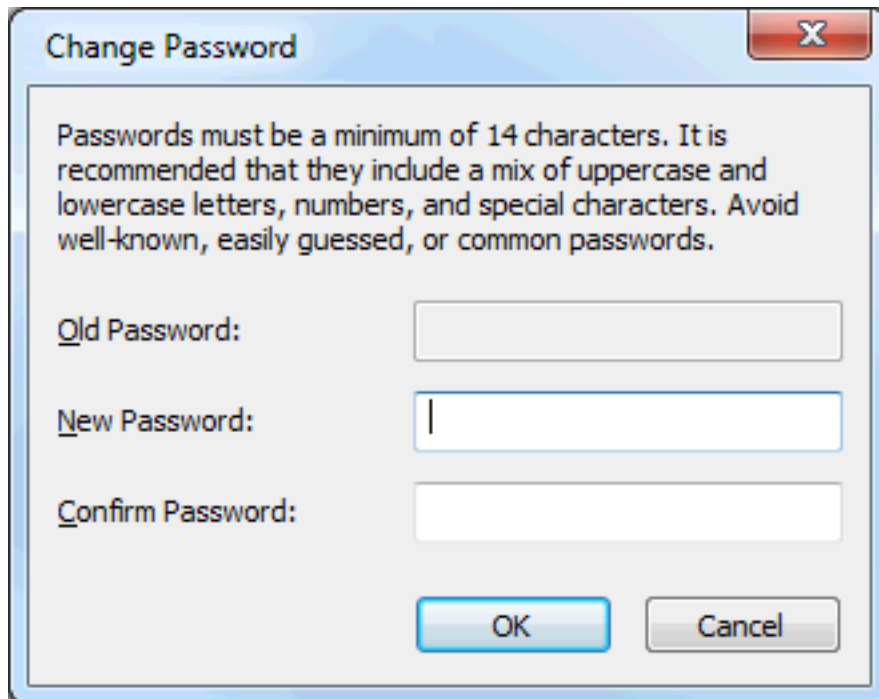 Change Password
Passwords must be a minimum of 14 characters. It is
recommended that they include a mix of uppercase and
lowercase letters, numbers, and special characters. Avoid
well-known, easily guessed, or common passwords.
Old Password:
New Password:
Confirm Password:
OK Cancel